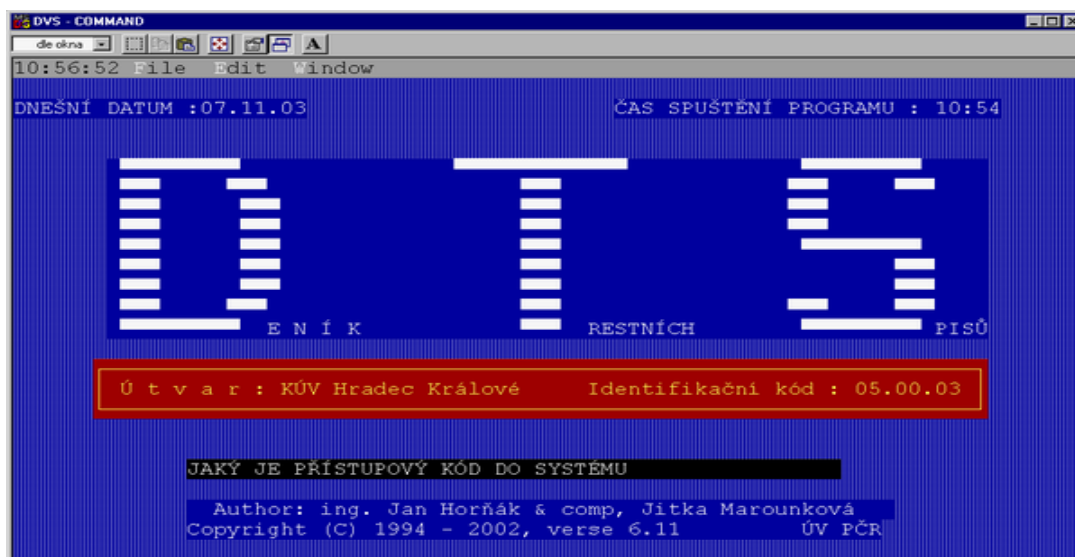 DVS - COMMAND
dle okna A
10:56:52 File Edit Window
DNEŠNÍ DATUM :07.11.03 ČAS SPUŠTĚNÍ PROGRAMU : 10:54
D T S
E N Í K RESTNÍCH PISŮ
Ú t v a r : KÚV Hradec Králové Identifikační kód : 05.00.03
JAKÝ JE PŘÍSTUPOVÝ KÓD DO SYSTÉMU
Author: ing. Jan Horňák & comp, Jitka Marounková
Copyright (C) 1994 - 2002, verse 6.11 ÚV PČR